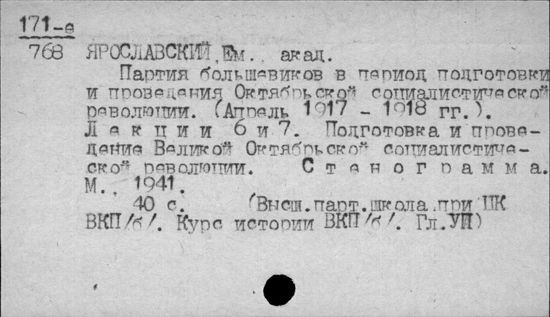 171-е
768 ЯРОСЛАВСКИЙ, Ем., акад.
Партия большевиков в период подготовки
и проведения Октябрьской социалистической
революции. (Апрель 1917 - 1918 гг.).
Лекции 6 и 7. Подготовка и прове-
дение Великой Октябрьской социалистиче-
ской революции. Стенограмма.
М., 1941.
40 с. (Высш.парт.школа при ЦК
ВКП/б/. Курс истории ВКП/б/. Гл.УЙ)